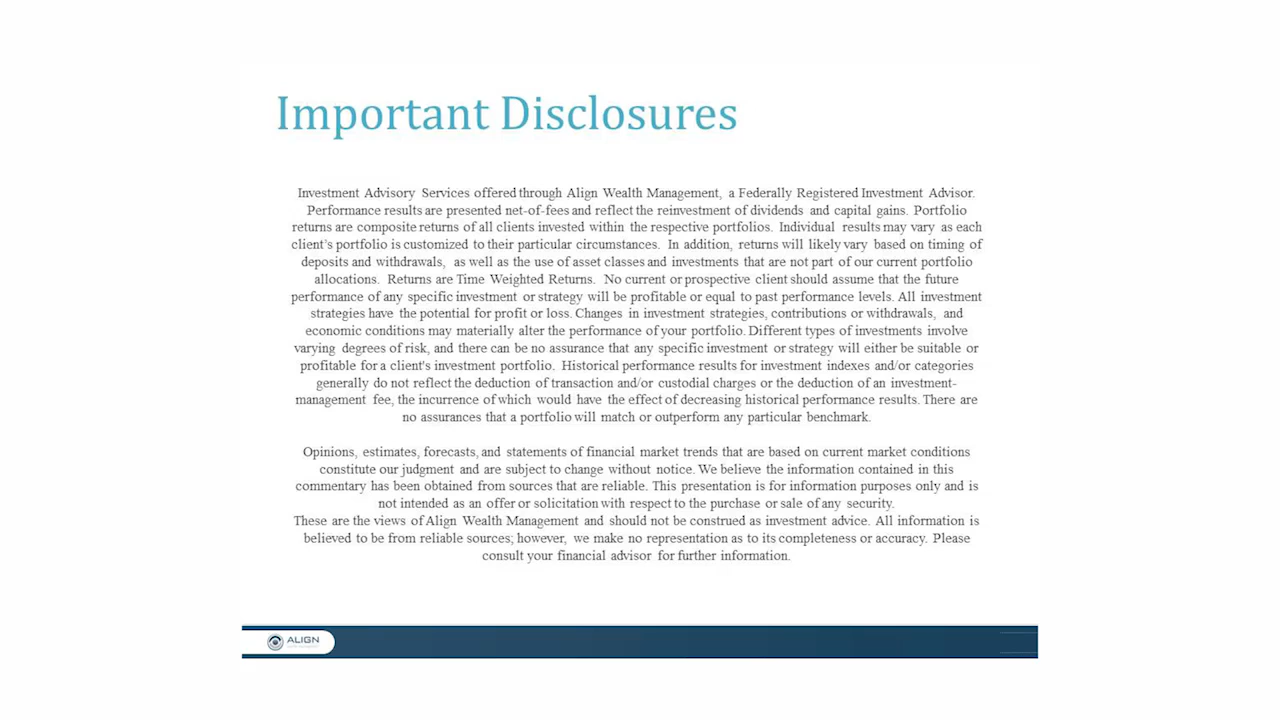 Important Disclosures
Investment Advisory Services offered through Align Wealth Management, a Federally Registered Investment Advisor.
Performance results are presented net-of-fees and reflect the reinvestment of dividends and capital gains. Portfolio
returns are composite returns of all clients invested within the respective portfolios. Individual results may vary as each
client's portfolio is customized to their particular circumstances. In addition, returns will likely vary based on timing of
deposits and withdrawals, as well as the use of asset classes and investments that are not part of our current portfolio
allocations. Returns are Time Weighted Returns. No current or prospective client should assume that the future
performance of any specific investment or strategy will be profitable or equal to past performance levels. All investment
strategies have the potential for profit or loss. Changes in investment strategies, contributions or withdrawals, and
economic conditions may materially alter the performance of your portfolio. Different types of investments involve
varying degrees of risk, and there can be no assurance that any specific investment or strategy will either be suitable or
profitable for a client's investment portfolio. Historical performance results for investment indexes and/or categories
generally do not reflect the deduction of transaction and/or custodial charges or the deduction of an investment-
management fee, the incurrence of which would have the effect of decreasing historical performance results. There are
no assurances that a portfolio will match or outperform any particular benchmark.
Opinions, estimates, forecasts, and statements of financial market trends that are based on current market conditions
constitute our judgment and are subject to change without notice. We believe the information contained in this
commentary has been obtained from sources that are reliable. This presentation is for information purposes only and is
not intended as an offer or solicitation with respect to the purchase or sale of any security.
These are the views of Align Wealth Management and should not be construed as investment advice. All information is
believed to be from reliable sources; however, we make no representation as to its completeness or accuracy. Please
consult your financial advisor for further information.
ALIGN